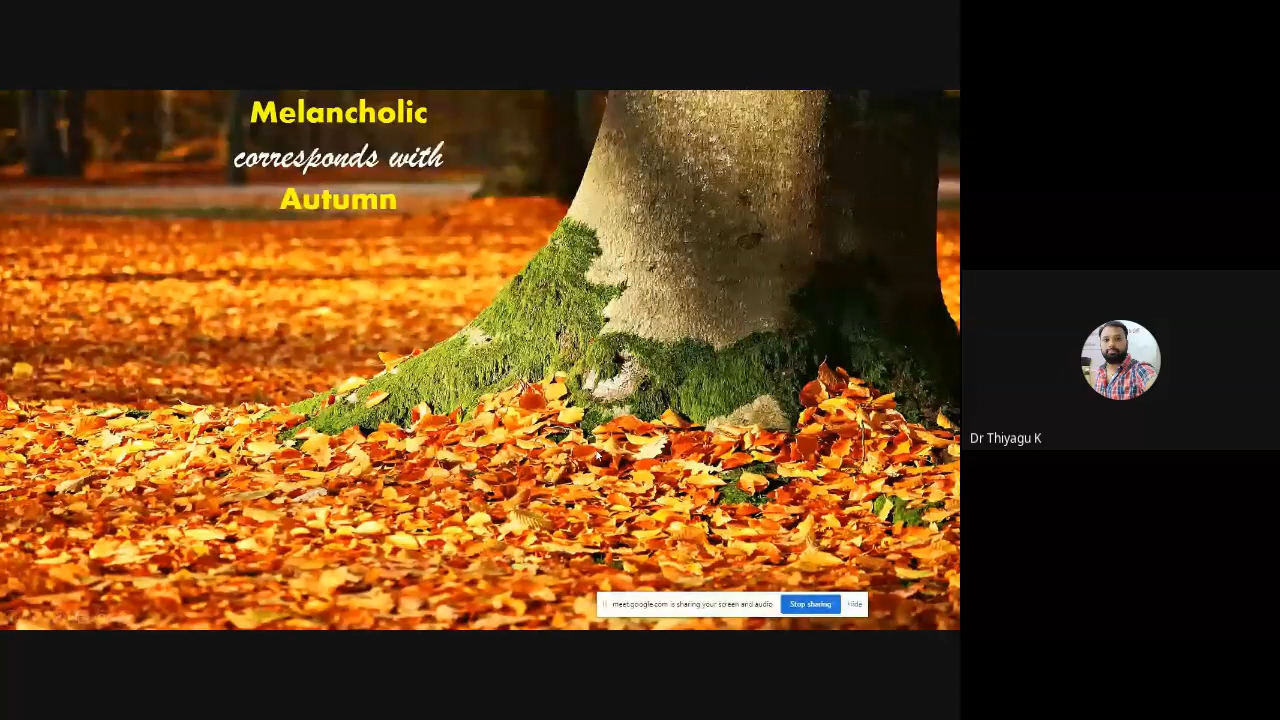 Melancholic
corresponds with
Autumn
Dr Thiyagu K
meet.google.com is sharing your screen and audio
Stop sharing
Hide